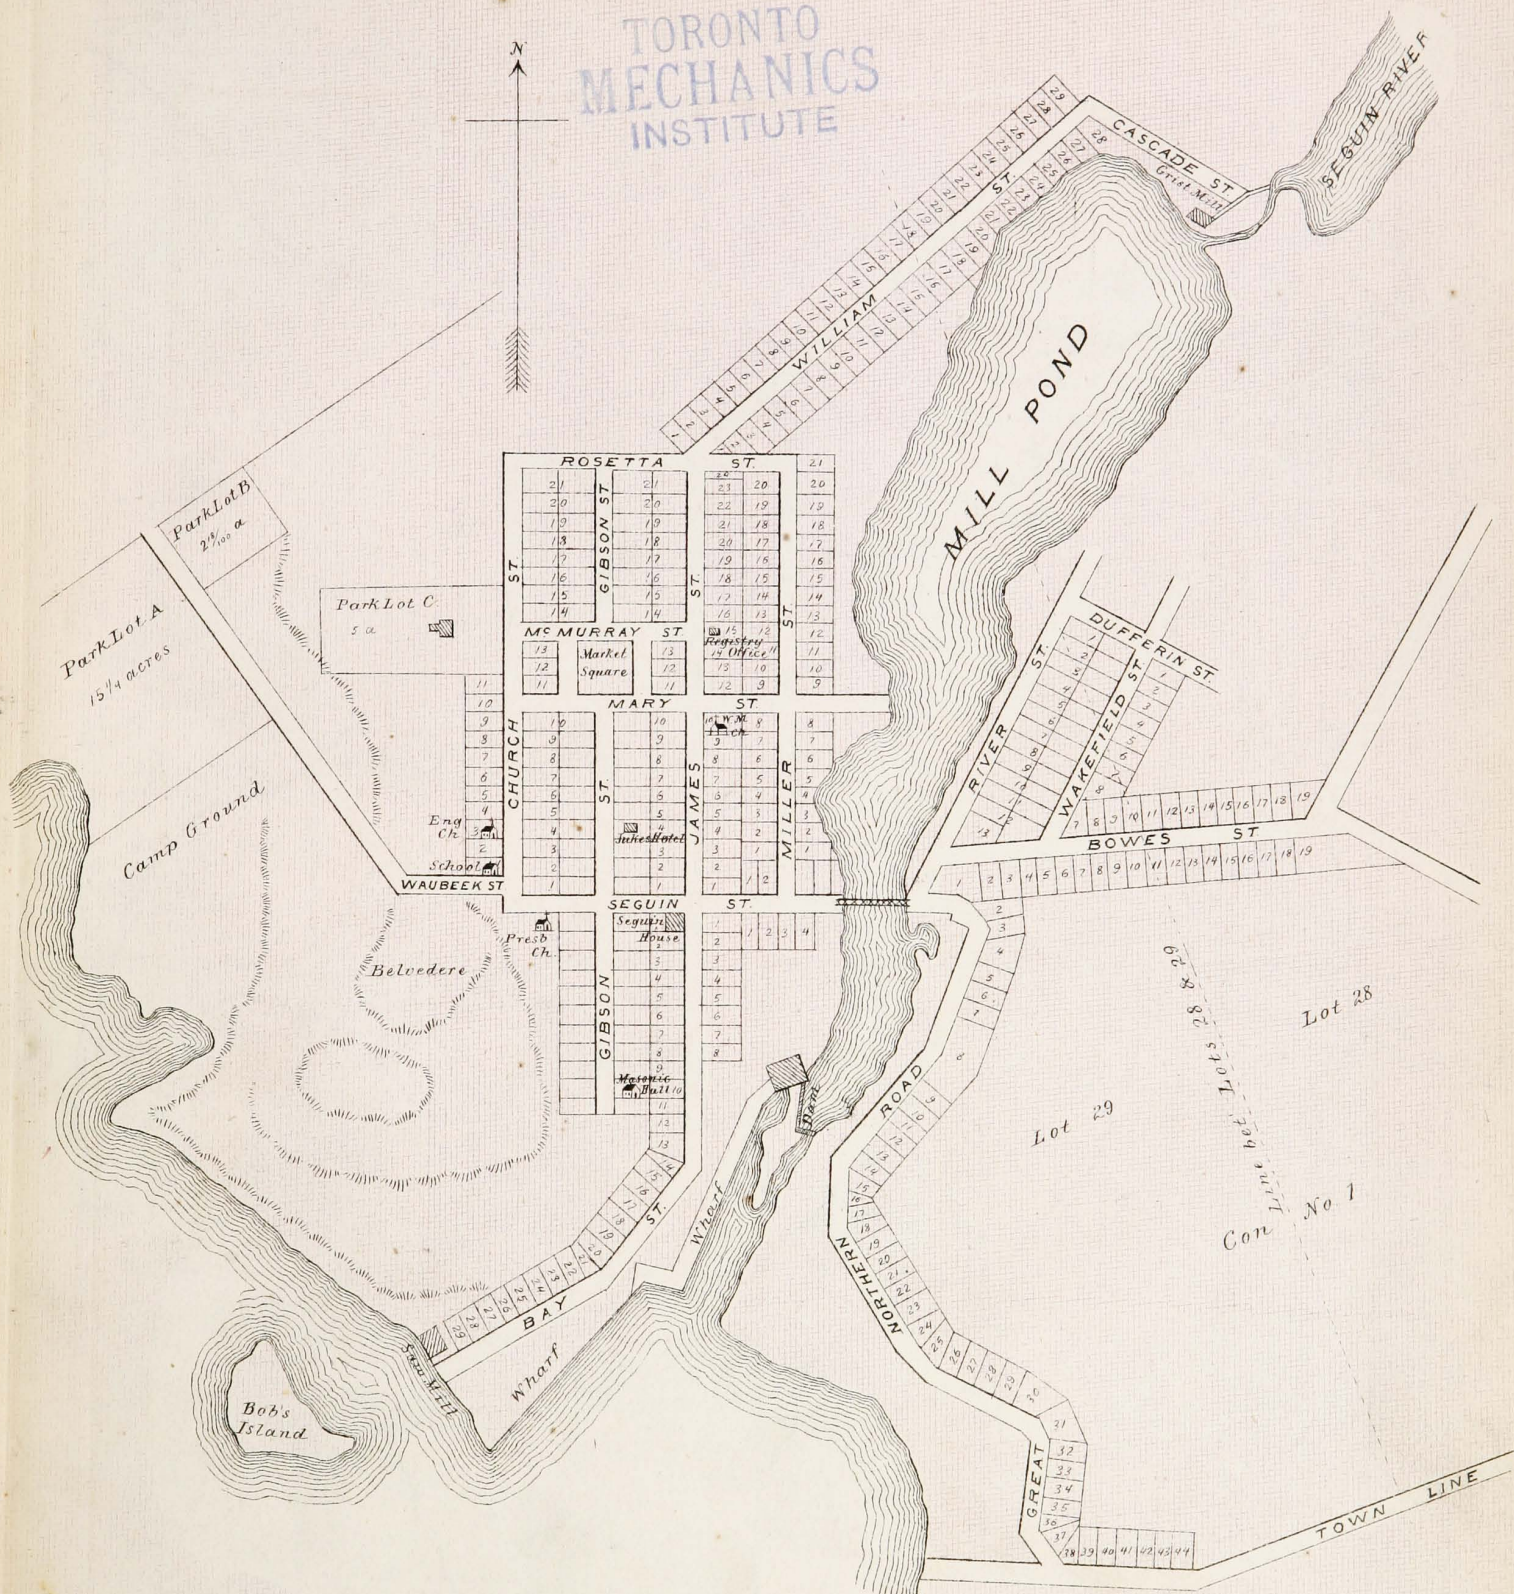 TORONTO
MECHANICS
INSTITUTE
N
SEGUIN RIVER
CASCADE ST.
Grist Mill
WILLIAM ST.
MILL POND
ROSETTA ST.
Park Lot B
2 18/100 a
Park Lot A
15 1/4 acres
Park Lot C
5 a
GIBSON ST
CHURCH ST.
JAMES ST.
MILLER ST.
McMURRAY ST.
Market
Square
Registry
Office
MARY ST.
W.M.
Ch
Camp Ground
Eng
Ch
School
WAUBEEK ST
Jukes Hotel
SEGUIN ST.
Seguin
House
Presb
Ch.
Belvedere
GIBSON ST.
Masonic
Hall
DUFFERIN ST
RIVER ST.
WAKEFIELD ST.
BOWES ST
Dam
Wharf
BAY ST.
Wharf
Saw Mill
Bob's
Island
GREAT NORTHERN ROAD
Lot 28
Lot 29
Line bet. Lots 28 & 29
Con No 1
TOWN LINE